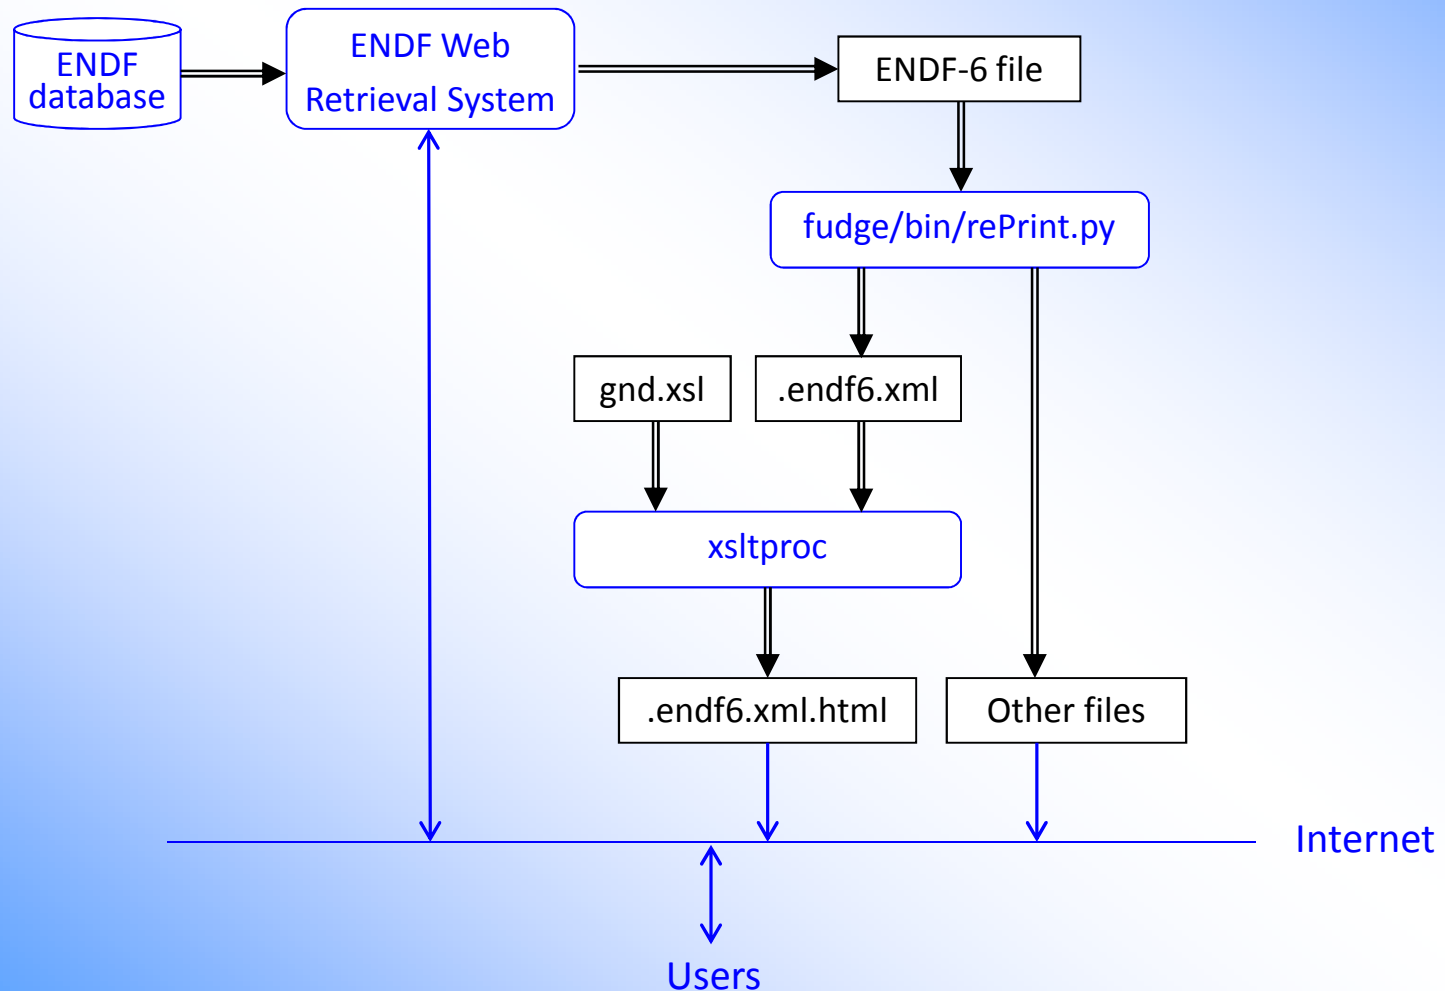 ENDF
database
ENDF Web
Retrieval System
ENDF-6 file
fudge/bin/rePrint.py
gnd.xsl
.endf6.xml
xsltproc
.endf6.xml.html
Other files
Internet
Users